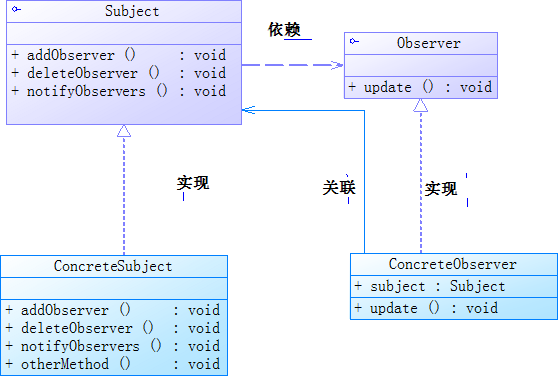 Subject
+ addObserver () : void
+ deleteObserver () : void
+ notifyObservers () : void
依赖
Observer
+ update () : void
实现
关联
实现
ConcreteSubject
+ addObserver () : void
+ deleteObserver () : void
+ notifyObservers () : void
+ otherMethod () : void
ConcreteObserver
+ subject : Subject
+ update () : void